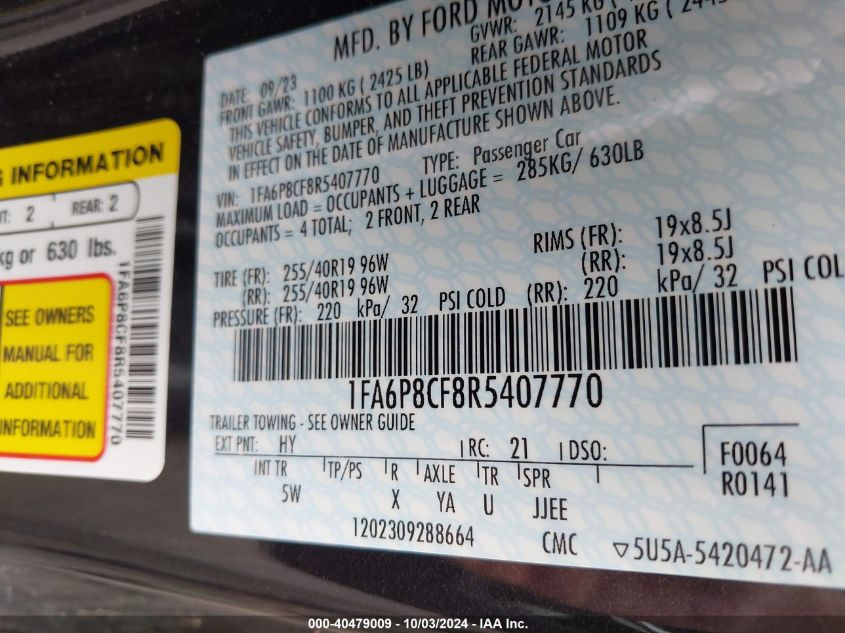 INFORMATION
2 REAR: 2
kg or 630 lbs.
SEE OWNERS
MANUAL FOR
ADDITIONAL
INFORMATION
1FA6P8CF8R5407770
MFD. BY FORD
DATE: 09/23 GVWR: 2145 KG
FRONT GAWR: 1100 KG ( 2425 LB) REAR GAWR: 1109 KG
THIS VEHICLE CONFORMS TO ALL APPLICABLE FEDERAL MOTOR
VEHICLE SAFETY, BUMPER, AND THEFT PREVENTION STANDARDS
IN EFFECT ON THE DATE OF MANUFACTURE SHOWN ABOVE.
VIN: 1FA6P8CF8R5407770 TYPE: Passenger Car
MAXIMUM LOAD = OCCUPANTS + LUGGAGE = 285KG/ 630LB
OCCUPANTS = 4 TOTAL; 2 FRONT, 2 REAR
TIRE (FR): 255/40R19 96W RIMS (FR): 19x8.5J
(RR): 255/40R19 96W (RR): 19x8.5J
PRESSURE (FR): 220 kPa/ 32 PSI COLD (RR): 220 kPa/ 32 PSI COL
1FA6P8CF8R5407770
TRAILER TOWING - SEE OWNER GUIDE
EXT PNT: HY RC: 21 DSO: F0064
INT TR TP/PS R AXLE TR SPR R0141
5W X YA U JJEE
1202309288664 CMC ▽5U5A-5420472-AA
000-40479009 - 10/03/2024 - IAA Inc.